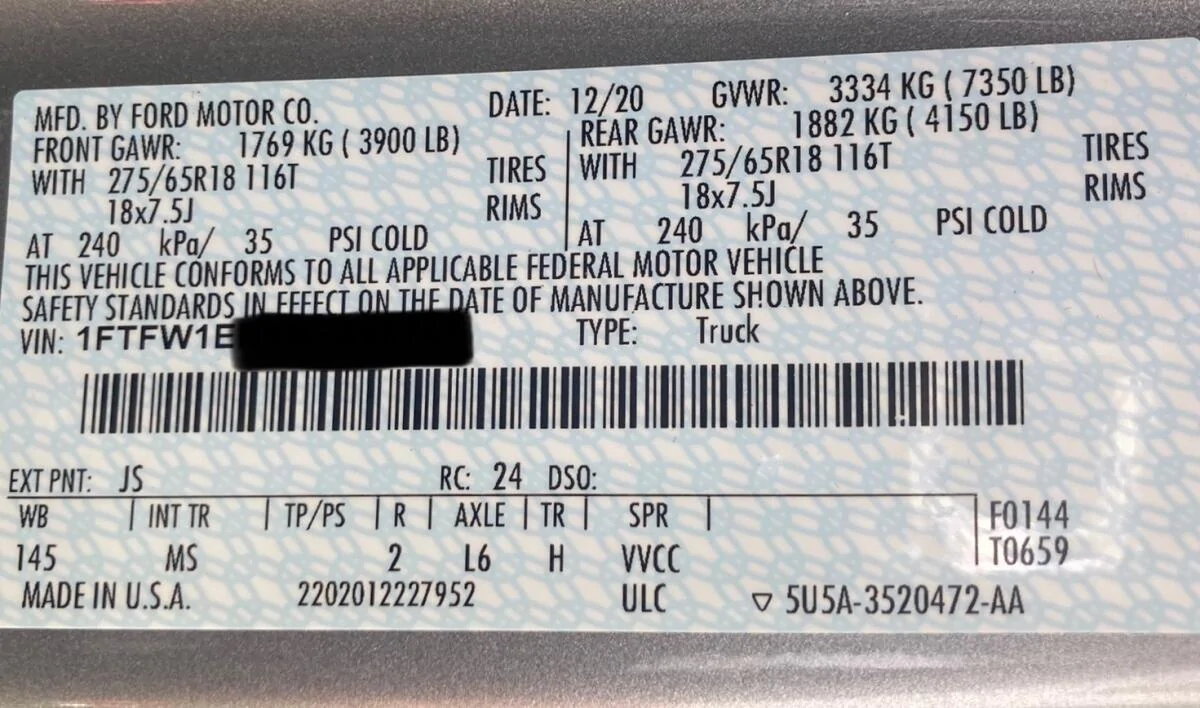 MFD. BY FORD MOTOR CO. DATE: 12/20 GVWR: 3334 KG ( 7350 LB)
FRONT GAWR: 1769 KG ( 3900 LB) REAR GAWR: 1882 KG ( 4150 LB)
WITH 275/65R18 116T TIRES WITH 275/65R18 116T TIRES
18x7.5J RIMS 18x7.5J RIMS
AT 240 kPa/ 35 PSI COLD AT 240 kPa/ 35 PSI COLD
THIS VEHICLE CONFORMS TO ALL APPLICABLE FEDERAL MOTOR VEHICLE
SAFETY STANDARDS IN EFFECT ON THE DATE OF MANUFACTURE SHOWN ABOVE.
VIN: 1FTFW1E TYPE: Truck
EXT PNT: JS RC: 24 DSO:
WB INT TR TP/PS R AXLE TR SPR F0144
145 MS 2 L6 H VVCC T0659
MADE IN U.S.A. 2202012227952 ULC ▽ 5U5A-3520472-AA